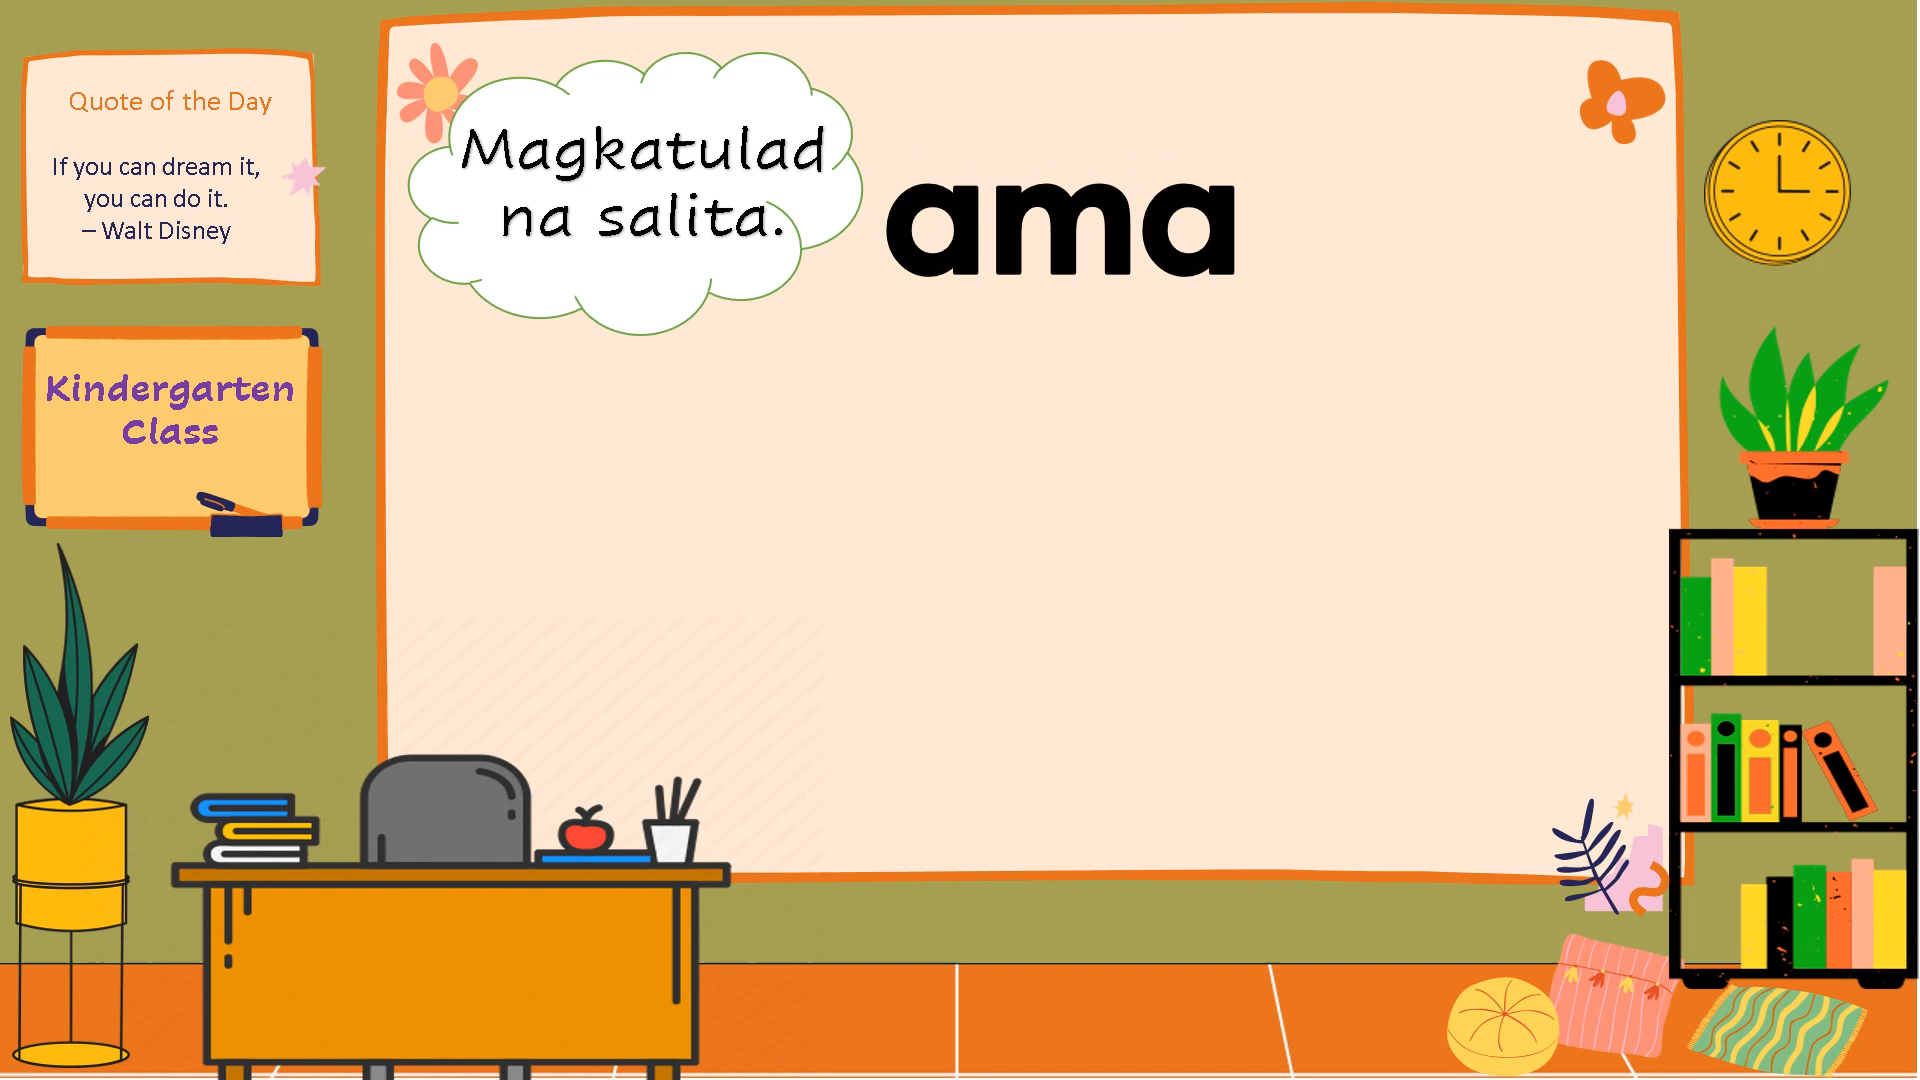 Quote of the Day
If you can dream it,
you can do it.
– Walt Disney
Kindergarten
Class
Magkatulad
na salita.
ama